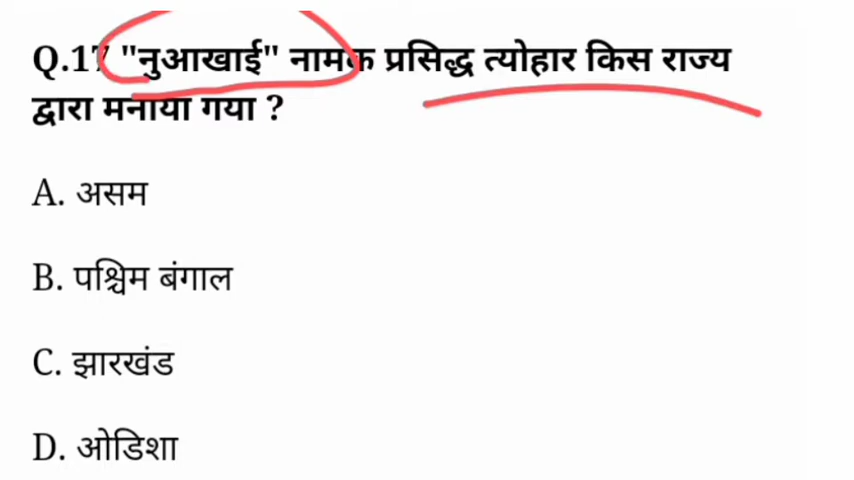 Q.17 "नुआखाई" नामक प्रसिद्ध त्योहार किस राज्य
द्वारा मनाया गया ?
A. असम
B. पश्चिम बंगाल
C. झारखंड
D. ओडिशा